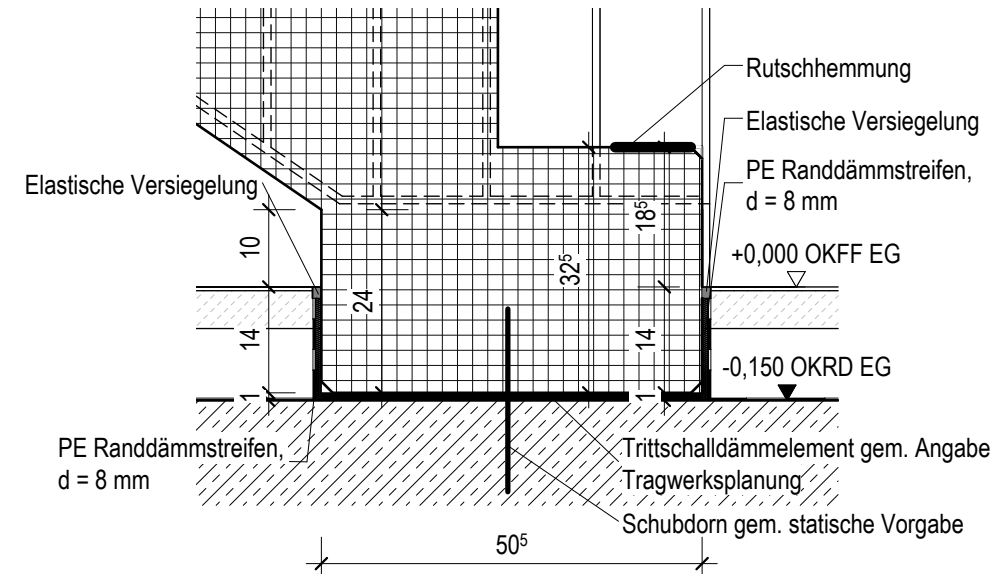 Rutschhemmung
Elastische Versiegelung
PE Randdämmstreifen,
d = 8 mm
Elastische Versiegelung
+0,000 OKFF EG
10
24
32⁵
18⁵
14
14
1
1
-0,150 OKRD EG
PE Randdämmstreifen,
d = 8 mm
Trittschalldämmelement gem. Angabe
Tragwerksplanung
Schubdorn gem. statische Vorgabe
50⁵